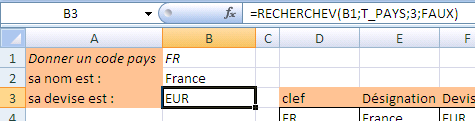 B3 fx =RECHERCHEV(B1;T_PAYS;3;FAUX)
A B C D E F
1 Donner un code pays FR
2 sa nom est : France
3 sa devise est : EUR clef Désignation Devis
4 FR France EUR